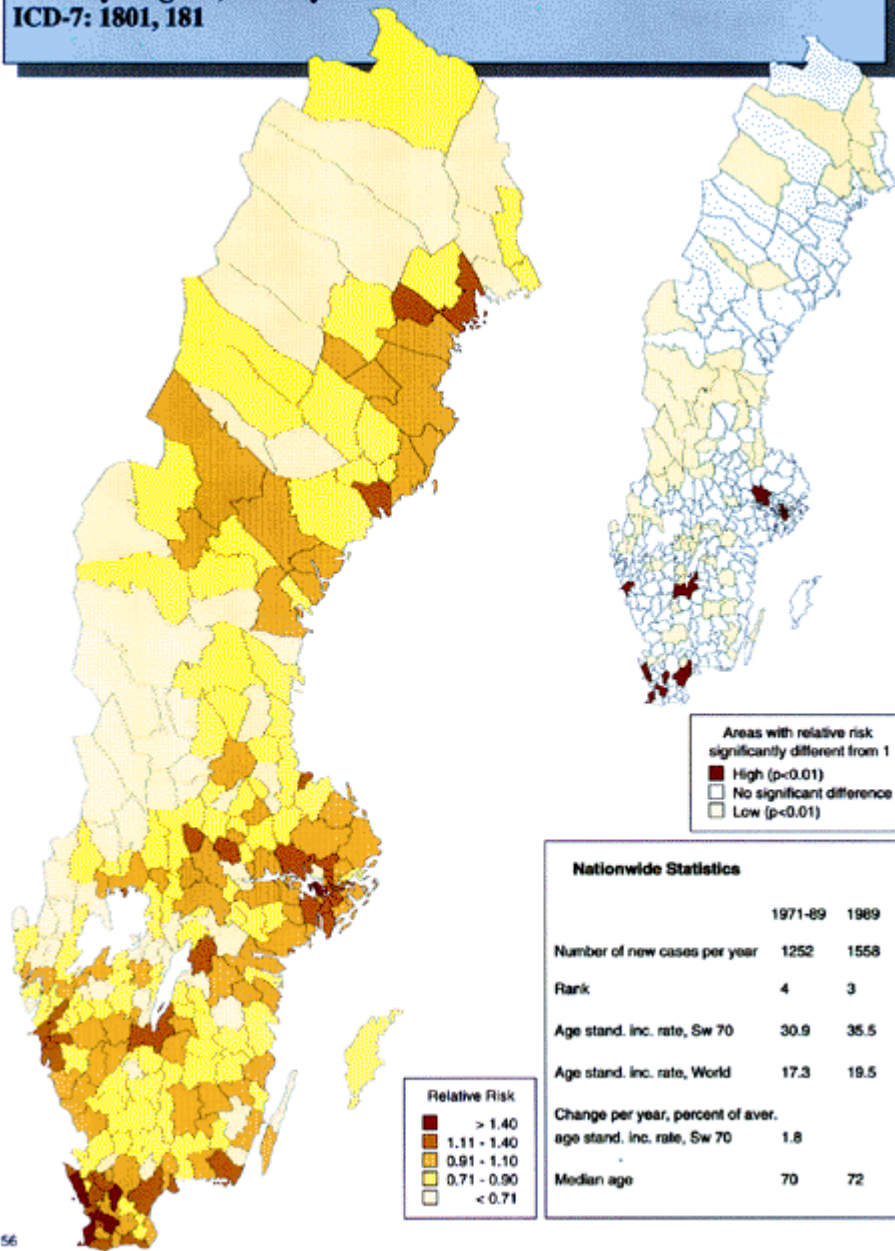 ICD-7: 1801, 181
Areas with relative risk
significantly different from 1
High (p<0.01)
No significant difference
Low (p<0.01)
Nationwide Statistics
1971-89 1989
Number of new cases per year 1252 1558
Rank 4 3
Age stand. inc. rate, Sw 70 30.9 35.5
Age stand. inc. rate, World 17.3 19.5
Change per year, percent of aver.
age stand. inc. rate, Sw 70 1.8
Median age 70 72
Relative Risk
> 1.40
1.11 - 1.40
0.91 - 1.10
0.71 - 0.90
< 0.71
56